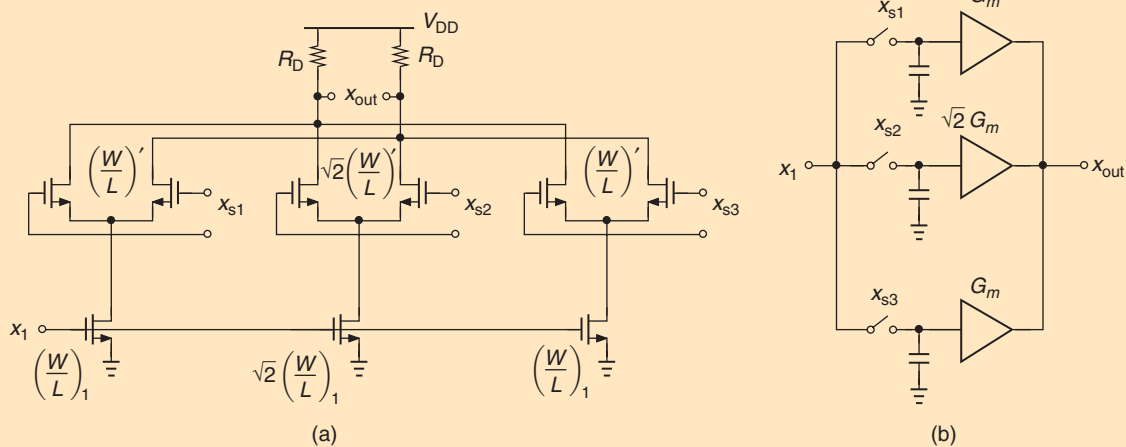 V_DD
R_D R_D
x_out
(W/L)′ √2(W/L)′ (W/L)′
x_s1 x_s2 x_s3
x_1
(W/L)_1 √2(W/L)_1 (W/L)_1
(a)
x_s1 G_m
x_s2 √2 G_m
x_1 x_out
x_s3 G_m
(b)